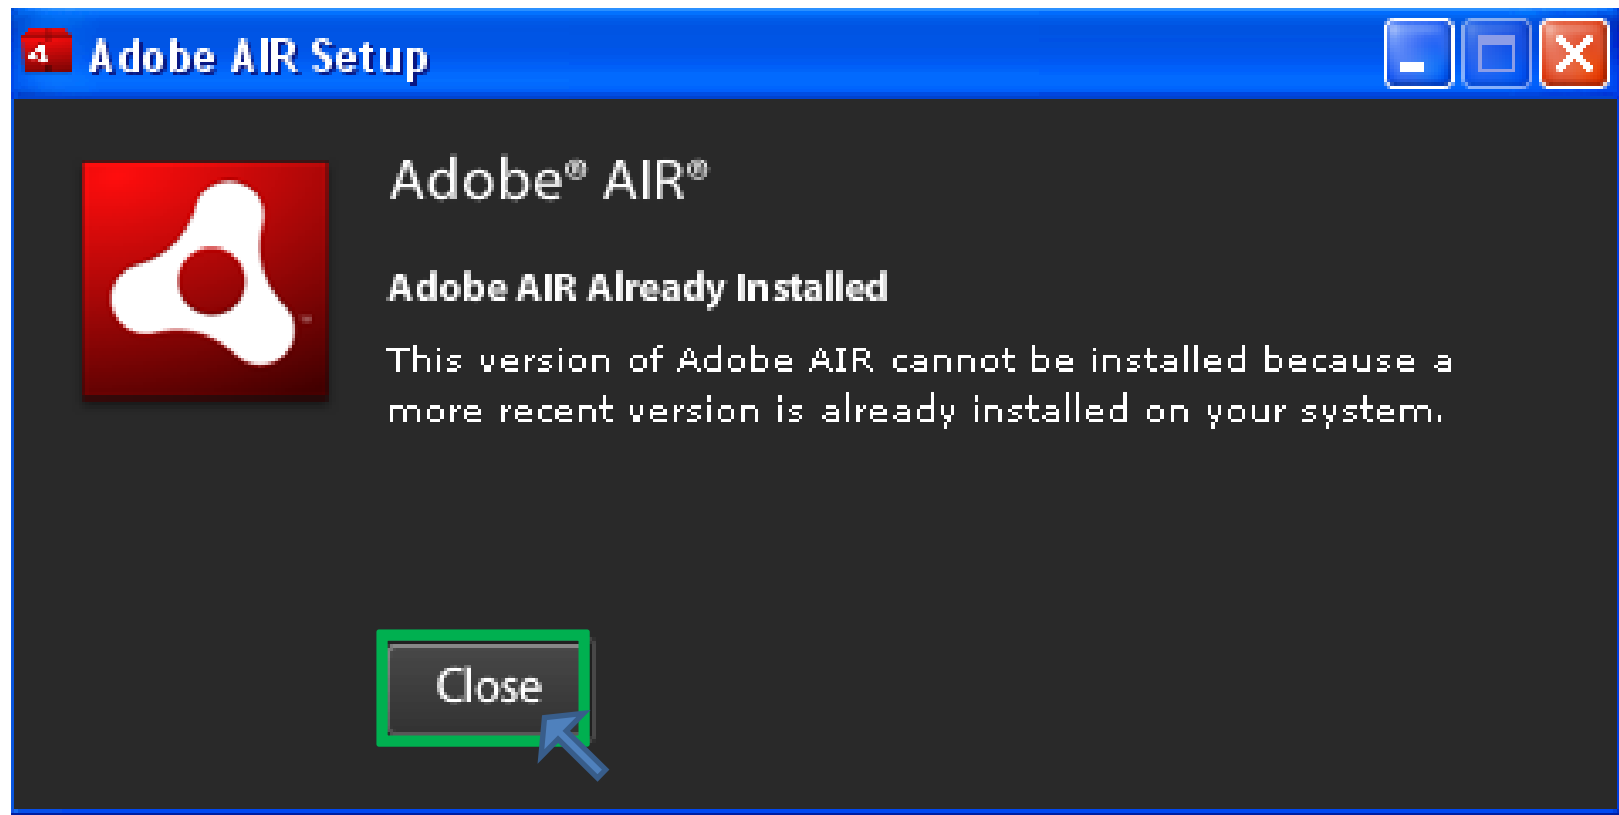 Adobe AIR Setup
Adobe® AIR®
Adobe AIR Already Installed
This version of Adobe AIR cannot be installed because a
more recent version is already installed on your system.
Close